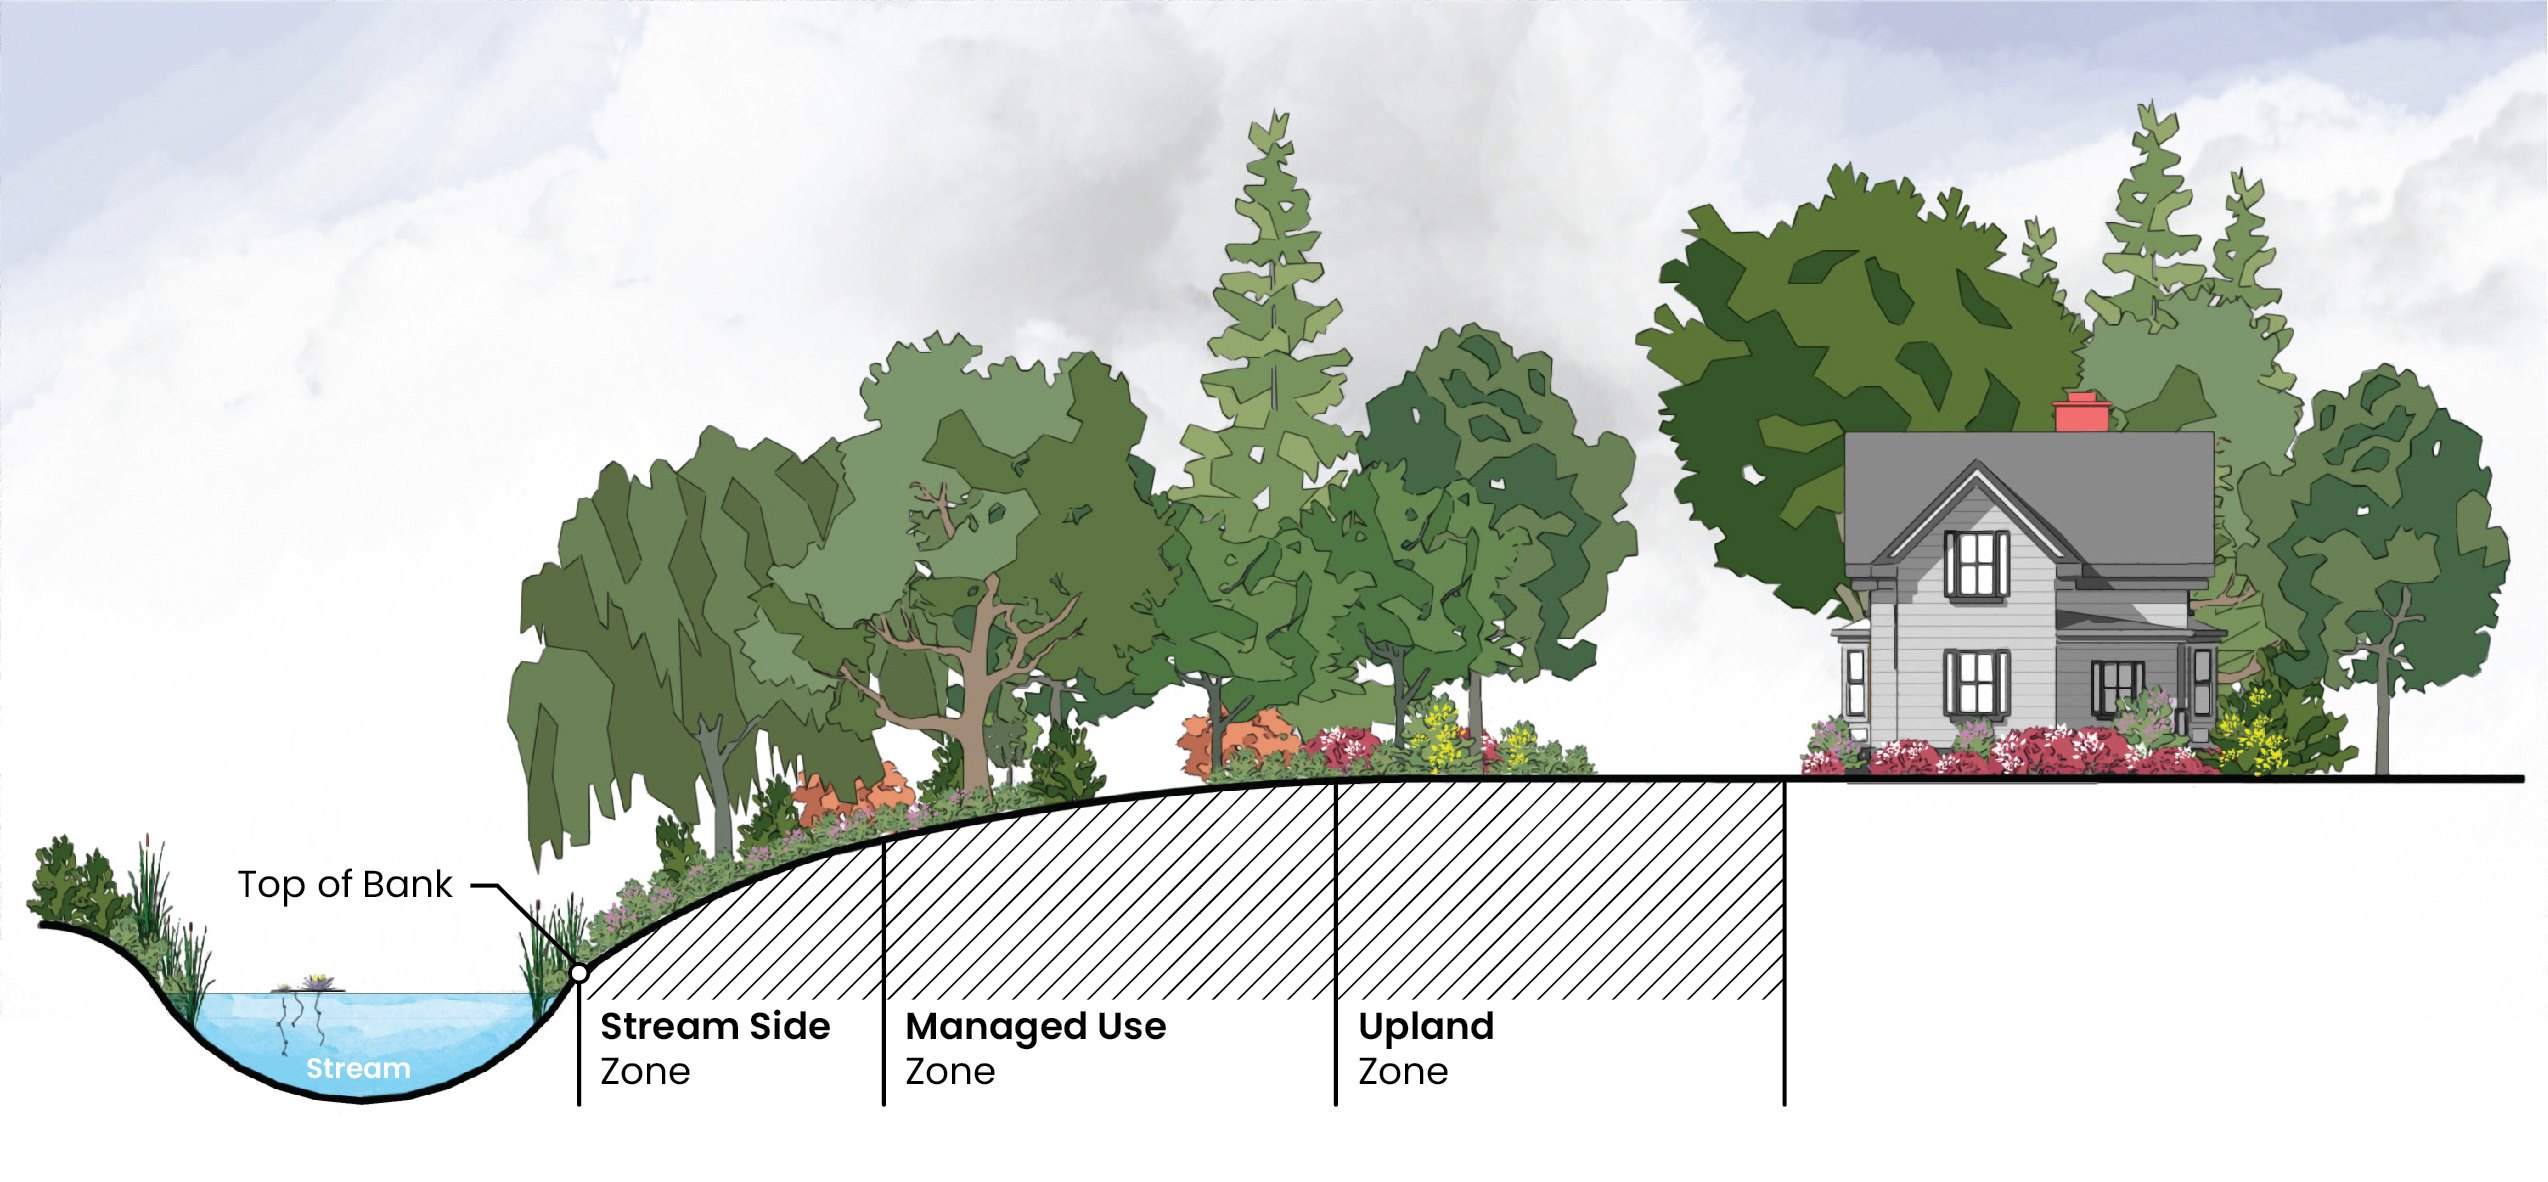 Top of Bank
Stream
Stream Side
Zone
Managed Use
Zone
Upland
Zone